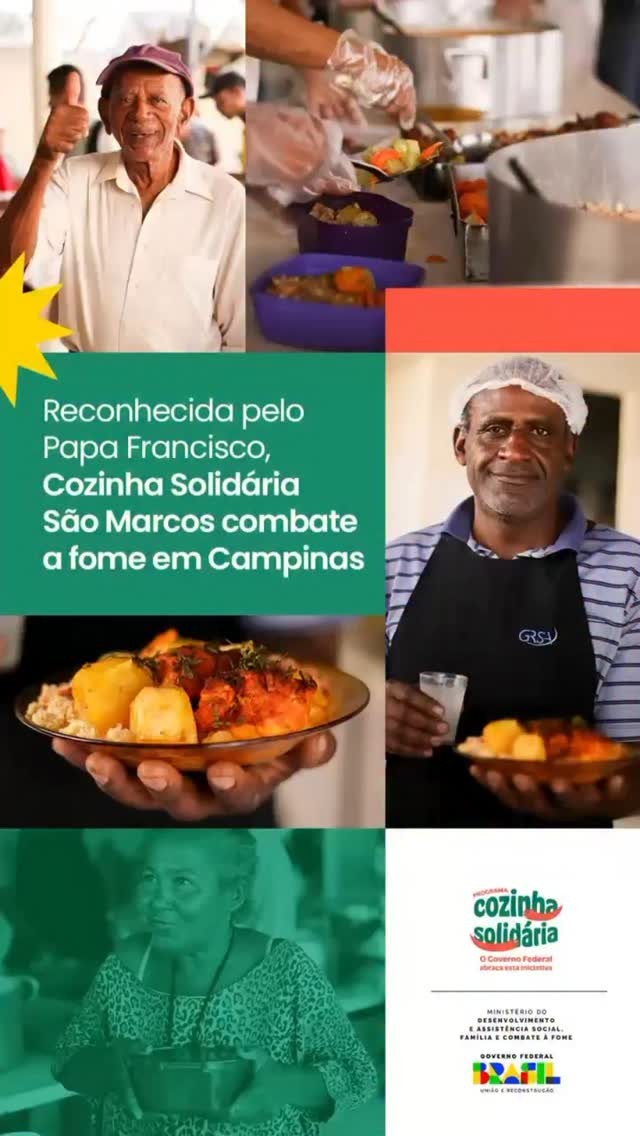 Reconhecida pelo
Papa Francisco,
Cozinha Solidária
São Marcos combate
a fome em Campinas
GRSA
PROGRAMA
cozinha
solidária
O Governo Federal
abraça esta iniciativa
MINISTÉRIO DO
DESENVOLVIMENTO
E ASSISTÊNCIA SOCIAL,
FAMÍLIA E COMBATE À FOME
GOVERNO FEDERAL
BRASIL
UNIÃO E RECONSTRUÇÃO